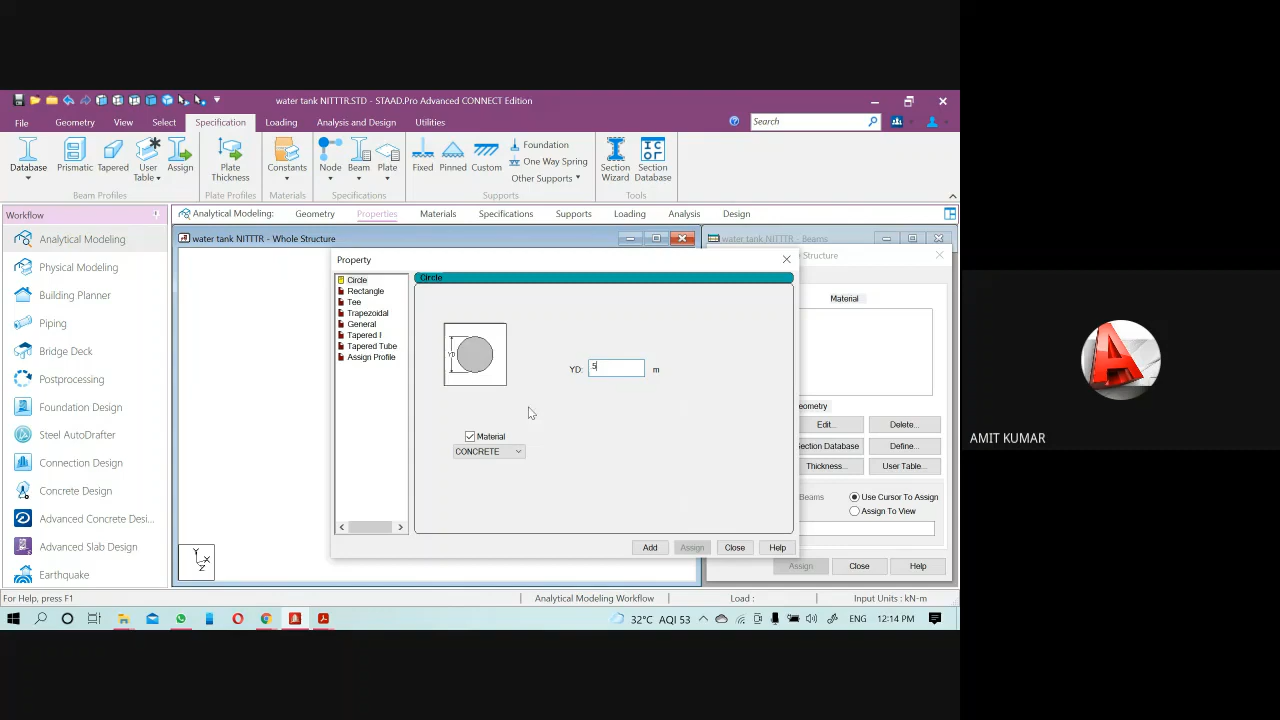 water tank NITTTR.STD - STAAD.Pro Advanced CONNECT Edition
File Geometry View Select Specification Loading Analysis and Design Utilities Search
Database Prismatic Tapered User Table Assign Plate Thickness Constants Node Beam Plate Fixed Pinned Custom Foundation One Way Spring Other Supports Section Wizard Section Database
Beam Profiles Plate Profiles Materials Specifications Supports Tools
Workflow
Analytical Modeling: Geometry Properties Materials Specifications Supports Loading Analysis Design
Analytical Modeling
Physical Modeling
Building Planner
Piping
Bridge Deck
Postprocessing
Foundation Design
Steel AutoDrafter
Connection Design
Concrete Design
Advanced Concrete Desi...
Advanced Slab Design
Earthquake
water tank NITTTR - Whole Structure
water tank NITTTR - Beams
Structure
Property
Circle
Rectangle
Tee
Trapezoidal
General
Tapered I
Tapered Tube
Assign Profile
Circle
YD
YD: .5 m
Material
CONCRETE
Add Assign Close Help
Material
eometry
Edit... Delete...
ection Database Define...
Thickness... User Table...
Beams Use Cursor To Assign
Assign To View
Assign Close Help
Y
X
Z
For Help, press F1 Analytical Modeling Workflow Load : Input Units : kN-m
32°C AQI 53 ENG 12:14 PM
AMIT KUMAR